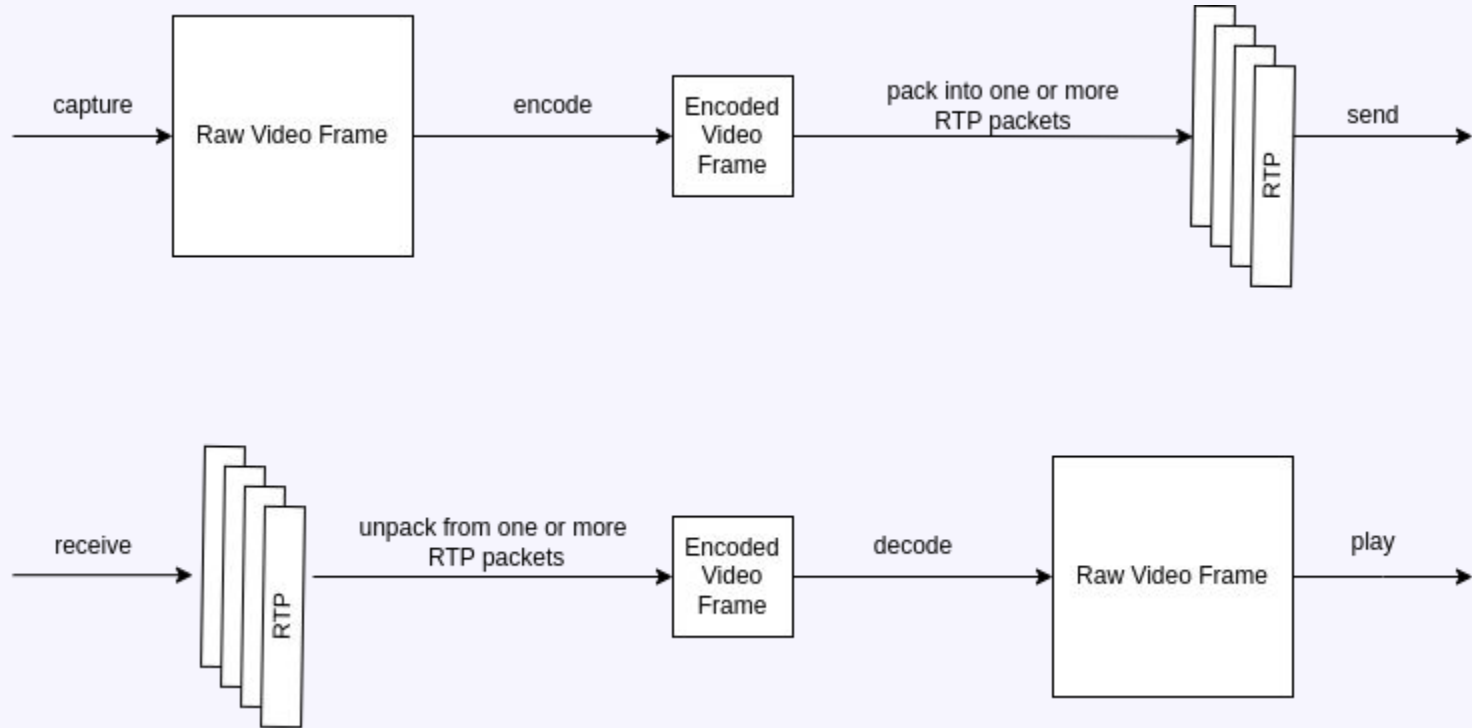 capture
Raw Video Frame
encode
Encoded
Video
Frame
pack into one or more
RTP packets
RTP
send
receive
RTP
unpack from one or more
RTP packets
Encoded
Video
Frame
decode
Raw Video Frame
play